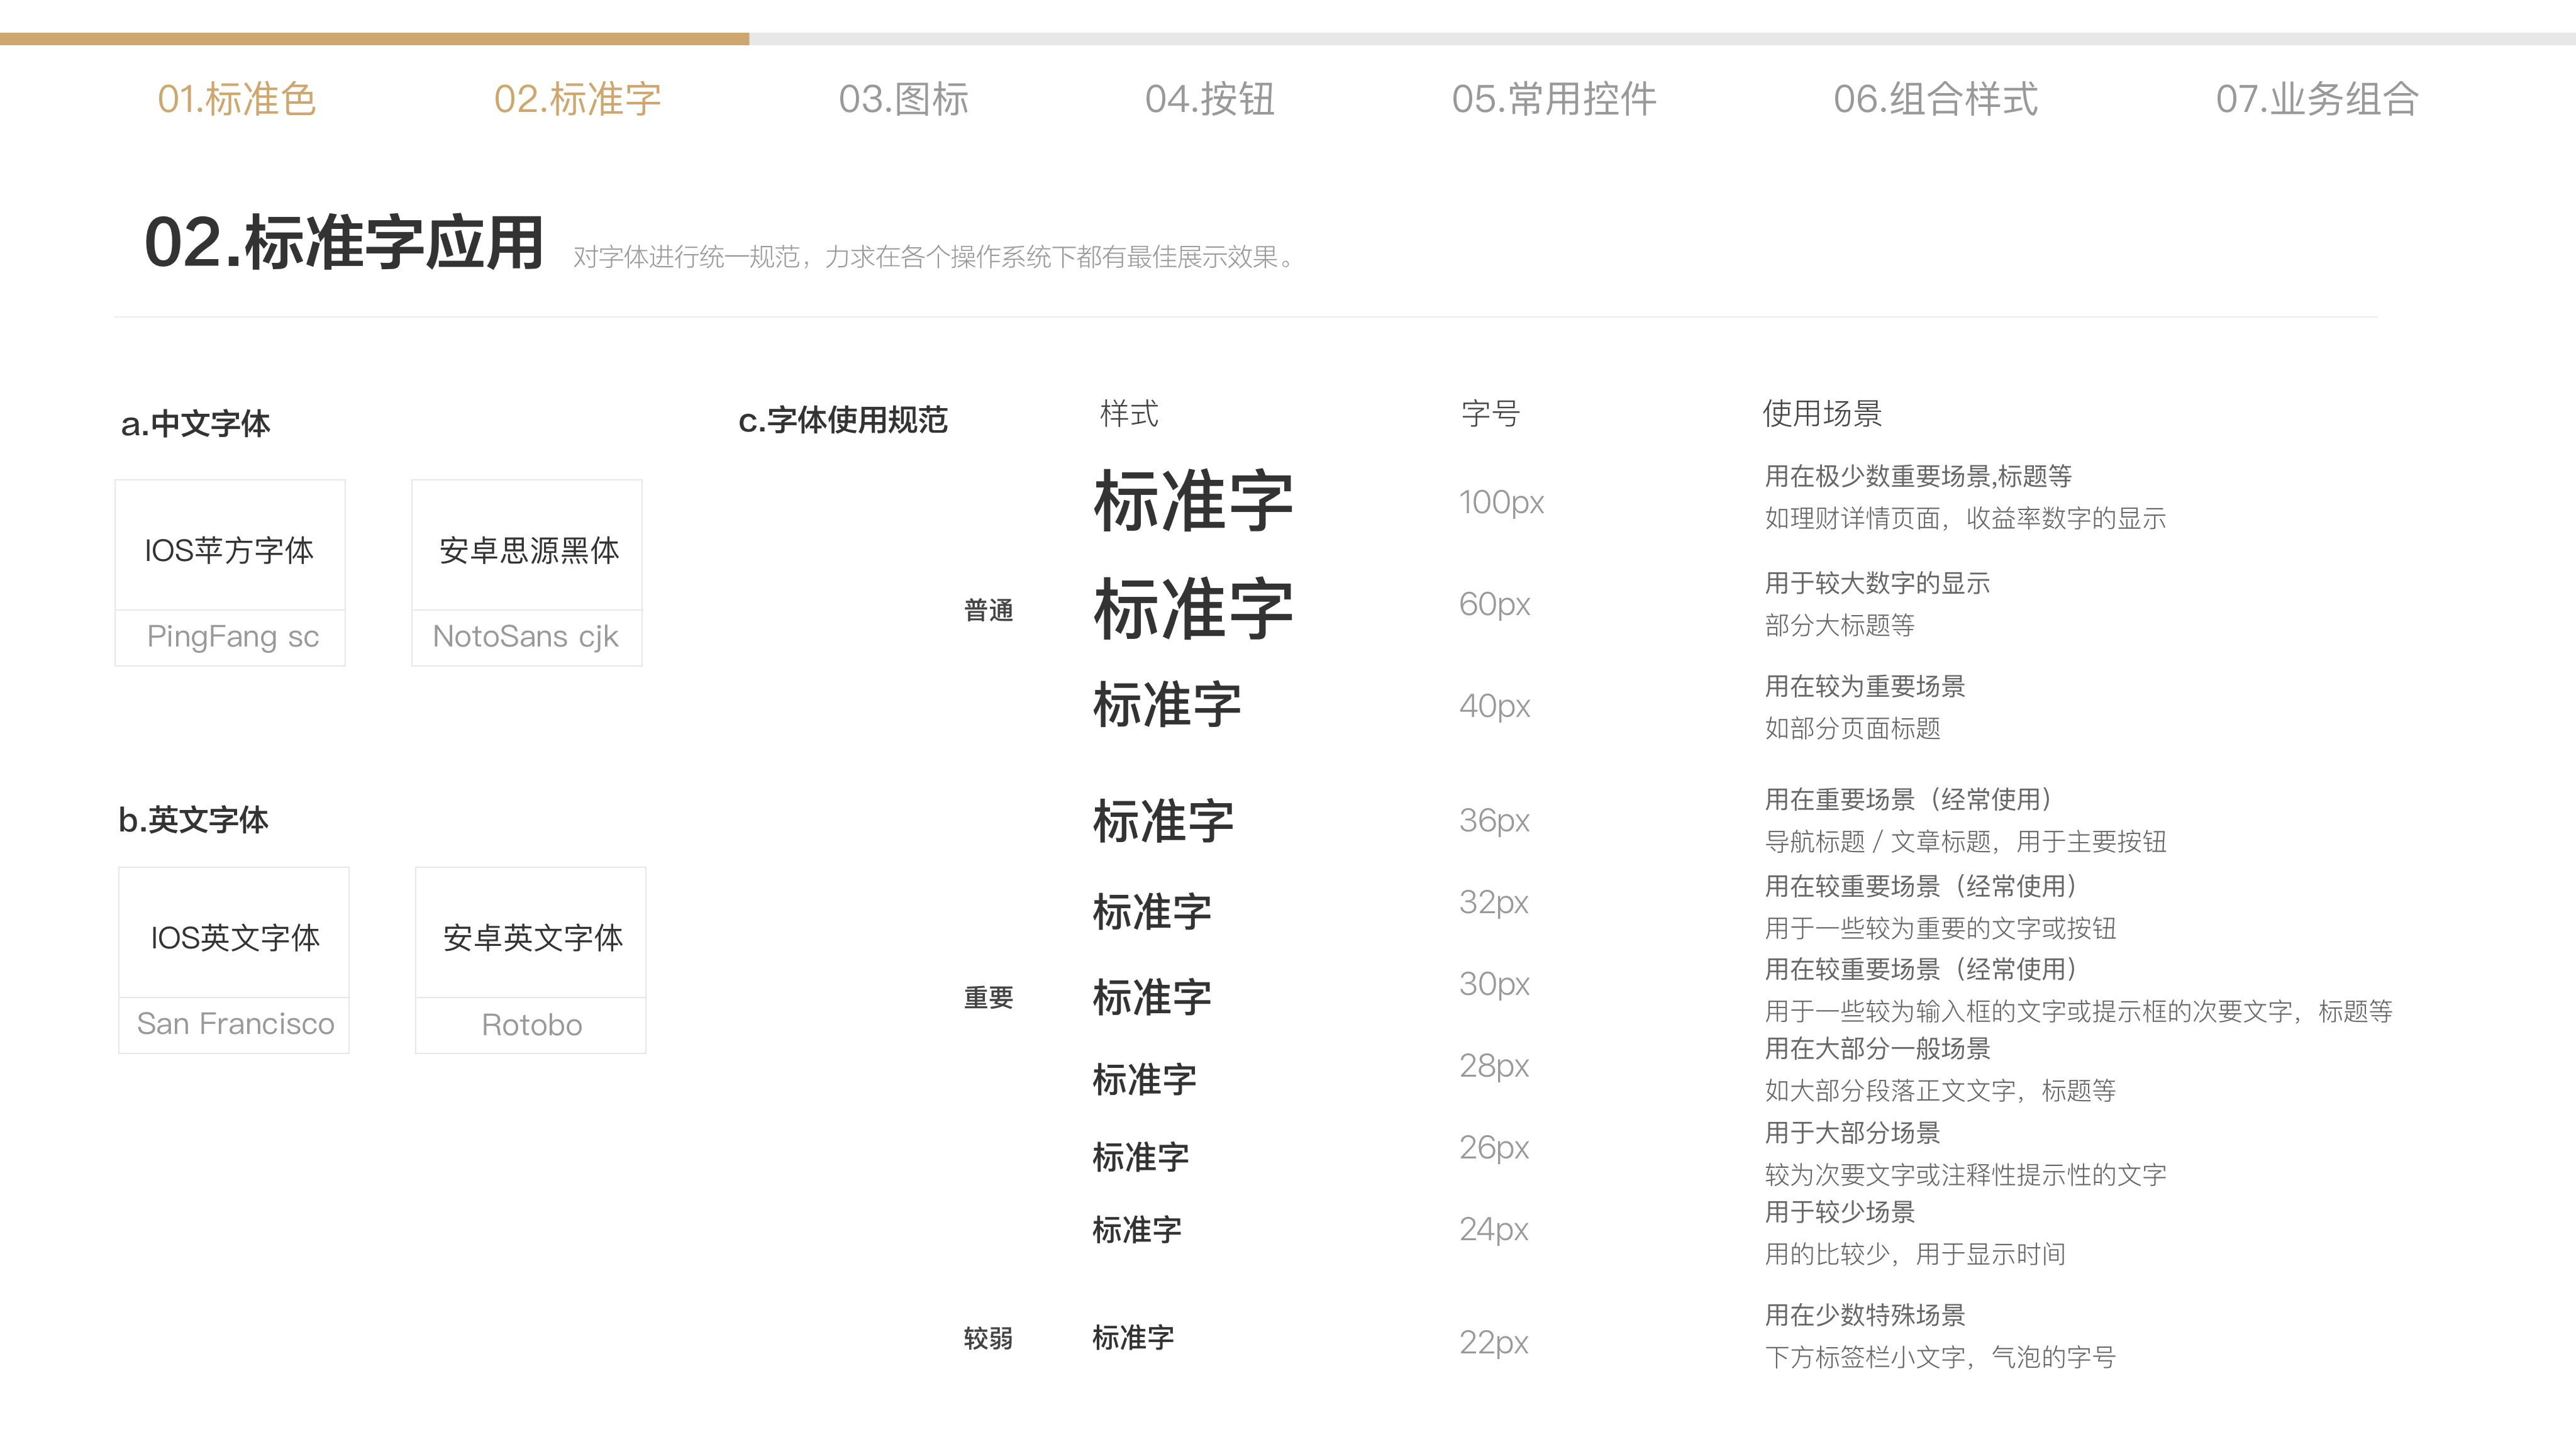 01.标准色
02.标准字
03.图标
04.按钮
05.常用控件
06.组合样式
07.业务组合
02.标准字应用
对字体进行统一规范，力求在各个操作系统下都有最佳展示效果。
a.中文字体
IOS苹方字体
PingFang sc
安卓思源黑体
NotoSans cjk
b.英文字体
IOS英文字体
San Francisco
安卓英文字体
Rotobo
c.字体使用规范
样式
字号
使用场景
普通
标准字
100px
用在极少数重要场景,标题等
如理财详情页面，收益率数字的显示
标准字
60px
用于较大数字的显示
部分大标题等
标准字
40px
用在较为重要场景
如部分页面标题
重要
标准字
36px
用在重要场景（经常使用）
导航标题 / 文章标题，用于主要按钮
标准字
32px
用在较重要场景（经常使用）
用于一些较为重要的文字或按钮
标准字
30px
用在较重要场景（经常使用）
用于一些较为输入框的文字或提示框的次要文字，标题等
标准字
28px
用在大部分一般场景
如大部分段落正文文字，标题等
标准字
26px
用于大部分场景
较为次要文字或注释性提示性的文字
标准字
24px
用于较少场景
用的比较少，用于显示时间
较弱
标准字
22px
用在少数特殊场景
下方标签栏小文字，气泡的字号